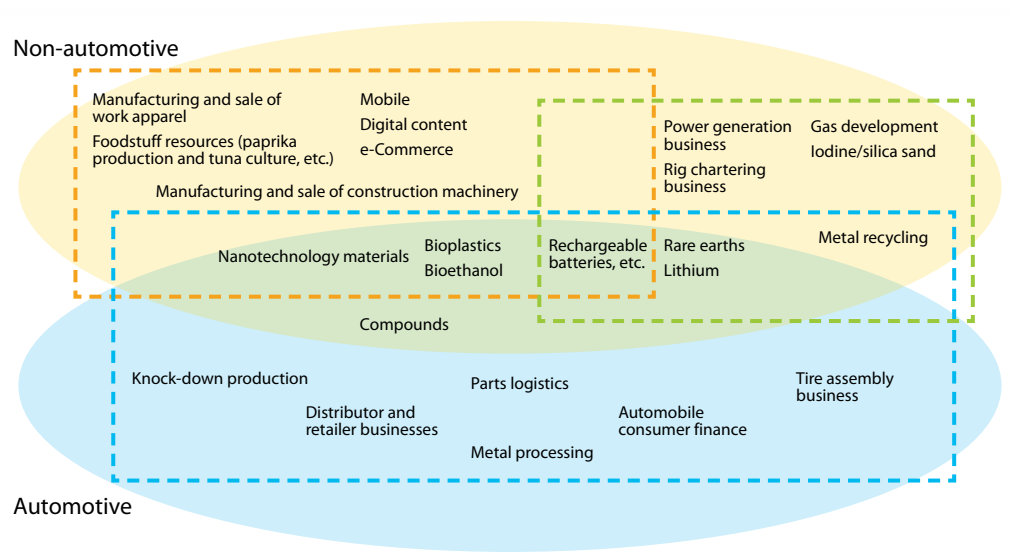 Non-automotive
Manufacturing and sale of
work apparel
Foodstuff resources (paprika
production and tuna culture, etc.)
Mobile
Digital content
e-Commerce
Manufacturing and sale of construction machinery
Power generation
business
Rig chartering
business
Gas development
Iodine/silica sand
Nanotechnology materials
Bioplastics
Bioethanol
Rechargeable
batteries, etc.
Rare earths
Lithium
Metal recycling
Compounds
Knock-down production
Distributor and
retailer businesses
Parts logistics
Metal processing
Automobile
consumer finance
Tire assembly
business
Automotive